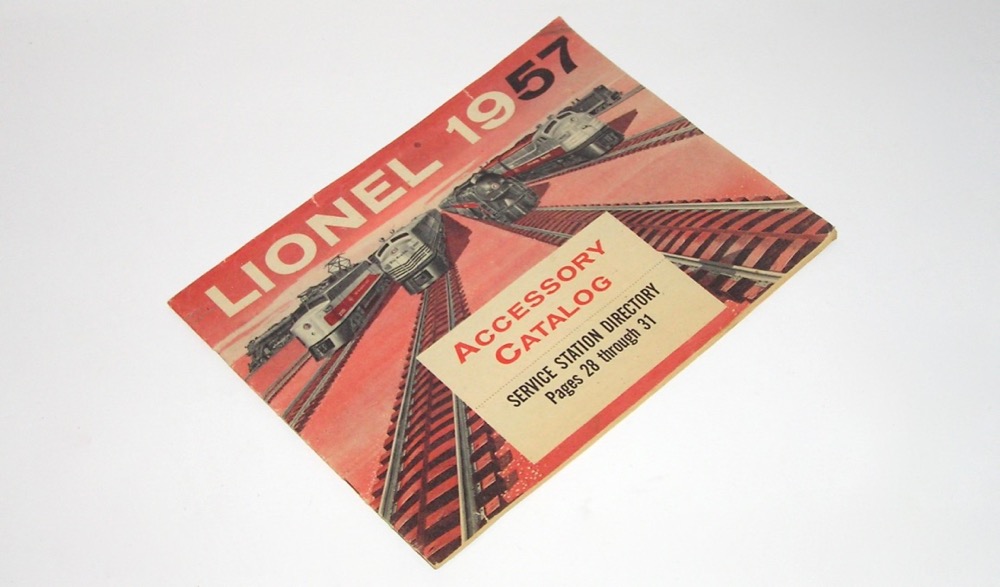 LIONEL 1957
ACCESSORY
CATALOG
SERVICE STATION DIRECTORY
Pages 28 through 31